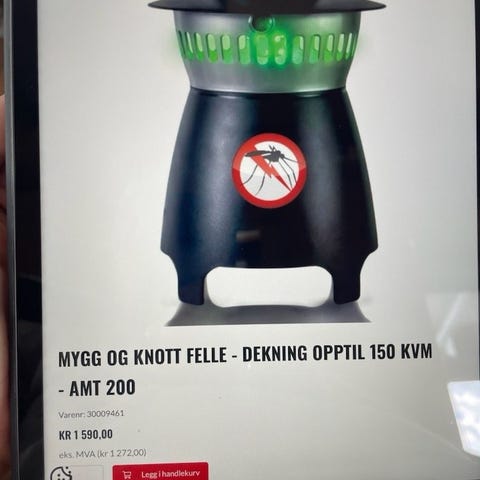 MYGG OG KNOTT FELLE - DEKNING OPPTIL 150 KVM
- AMT 200
Varenr: 30009461
KR 1 590,00
eks. MVA (kr 1 272,00)
Legg i handlekurv